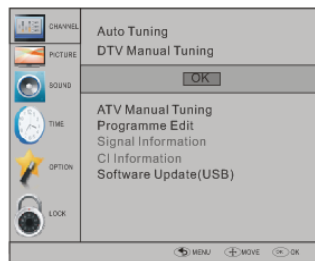 CHANNEL
PICTURE
SOUND
TIME
OPTION
LOCK
Auto Tuning
DTV Manual Tuning
OK
ATV Manual Tuning
Programme Edit
Signal Information
CI Information
Software Update(USB)
MENU MOVE OK OK